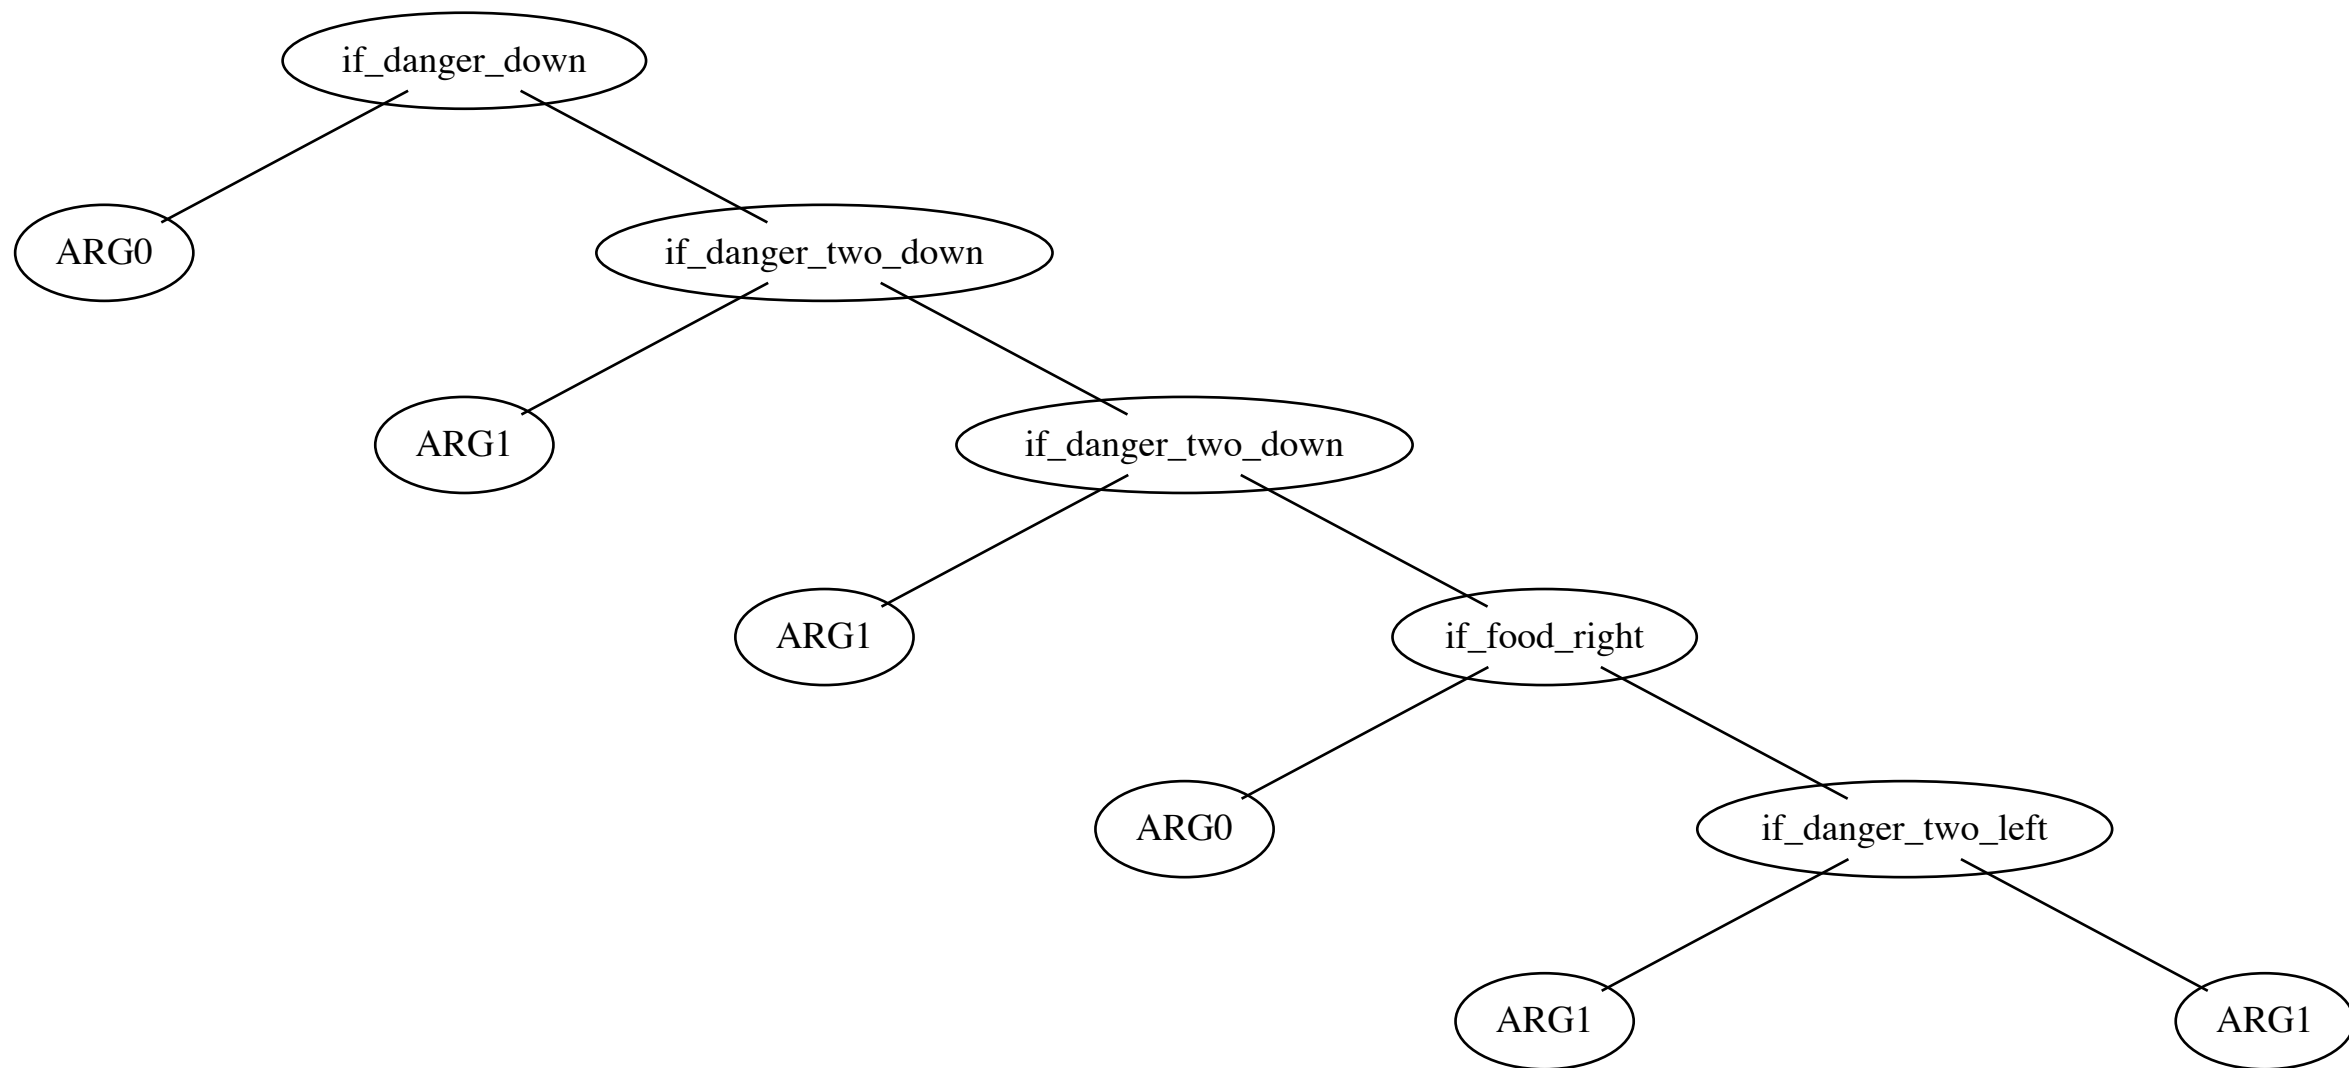 if_danger_down
ARG0
if_danger_two_down
ARG1
if_danger_two_down
ARG1
if_food_right
ARG0
if_danger_two_left
ARG1
ARG1